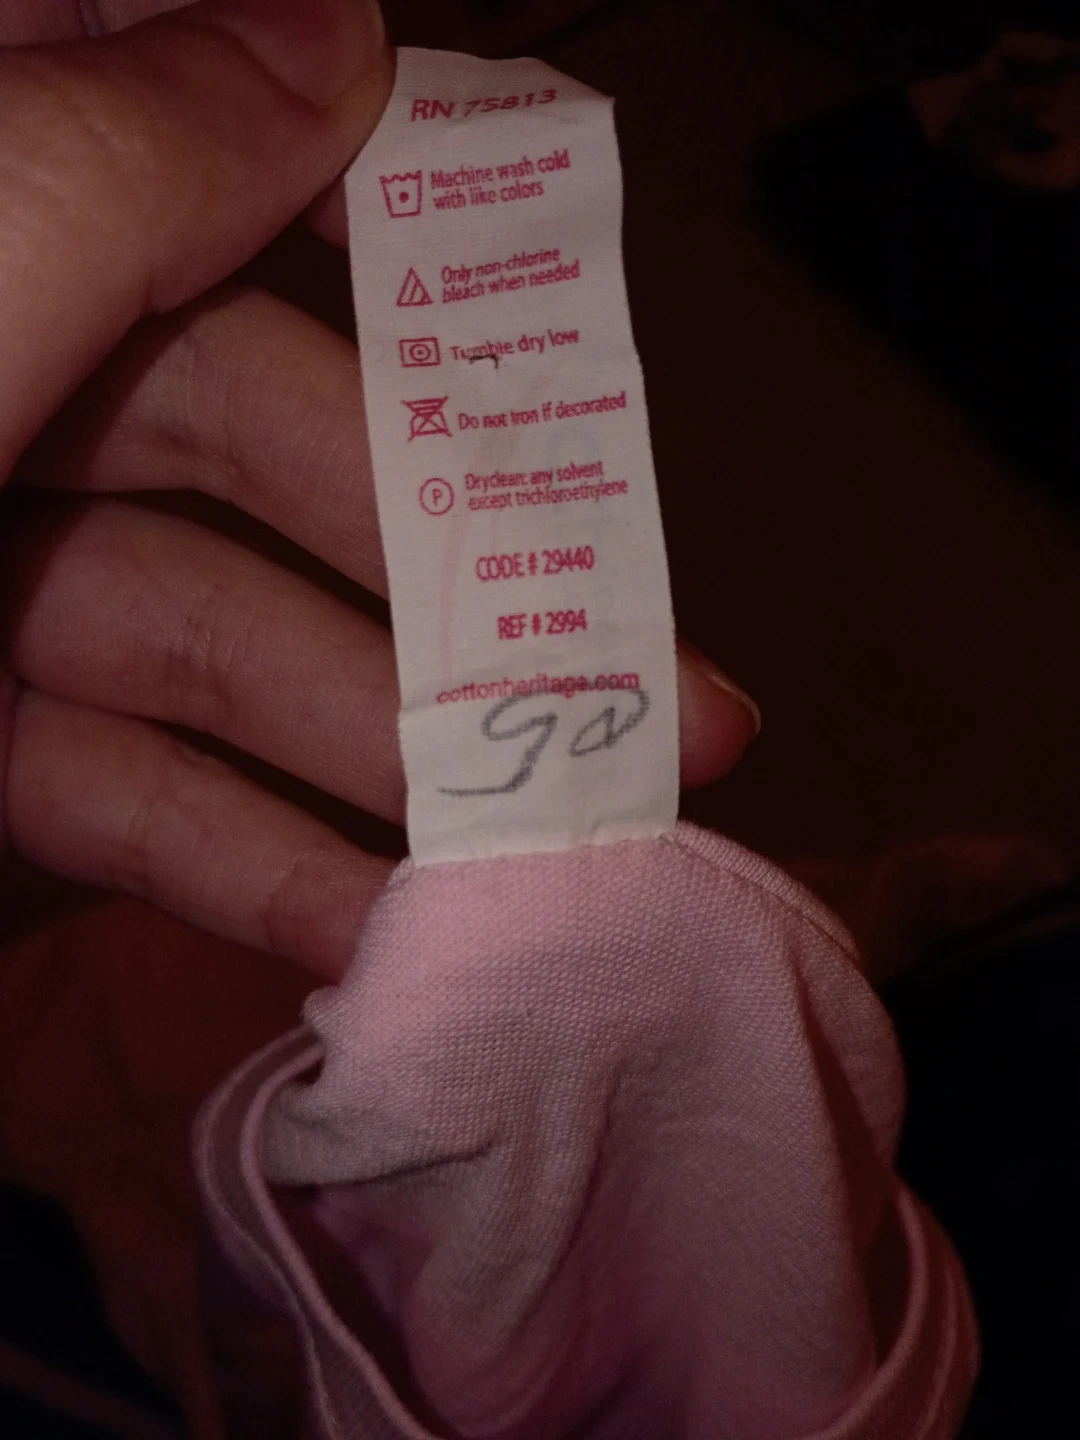 RN 75813
Machine wash cold
with like colors
Only non-chlorine
bleach when needed
Tumble dry low
Do not iron if decorated
P
Dryclean: any solvent
except trichloroethylene
CODE # 29440
REF # 2994
cottonheritage.com